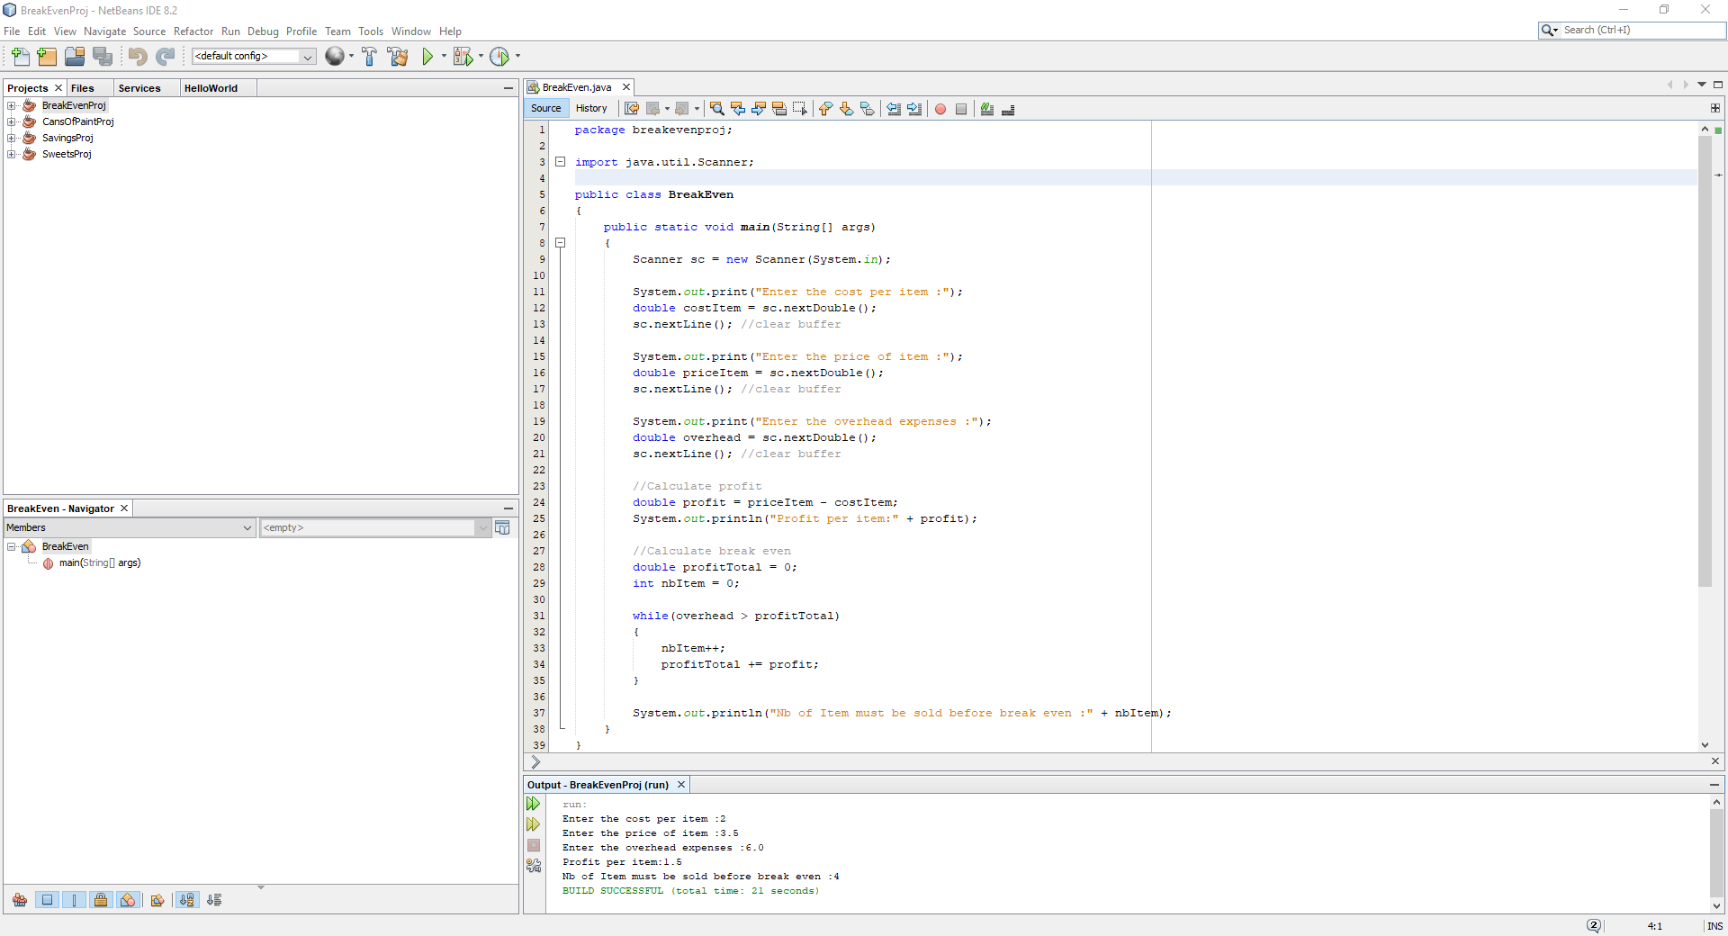 BreakEvenProj - NetBeans IDE 8.2
File Edit View Navigate Source Refactor Run Debug Profile Team Tools Window Help
Search (Ctrl+I)
<default config>
Projects Files Services HelloWorld
BreakEvenProj
CansOfPaintProj
SavingsProj
SweetsProj
BreakEven - Navigator
Members <empty>
BreakEven
main(String[] args)
BreakEven.java
Source History
1 package breakevenproj;
2
3 import java.util.Scanner;
4
5 public class BreakEven
6 {
7 public static void main(String[] args)
8 {
9 Scanner sc = new Scanner(System.in);
10
11 System.out.print("Enter the cost per item :");
12 double costItem = sc.nextDouble();
13 sc.nextLine(); //clear buffer
14
15 System.out.print("Enter the price of item :");
16 double priceItem = sc.nextDouble();
17 sc.nextLine(); //clear buffer
18
19 System.out.print("Enter the overhead expenses :");
20 double overhead = sc.nextDouble();
21 sc.nextLine(); //clear buffer
22
23 //Calculate profit
24 double profit = priceItem - costItem;
25 System.out.println("Profit per item:" + profit);
26
27 //Calculate break even
28 double profitTotal = 0;
29 int nbItem = 0;
30
31 while(overhead > profitTotal)
32 {
33 nbItem++;
34 profitTotal += profit;
35 }
36
37 System.out.println("Nb of Item must be sold before break even :" + nbItem);
38 }
39 }
Output - BreakEvenProj (run)
run:
Enter the cost per item :2
Enter the price of item :3.5
Enter the overhead expenses :6.0
Profit per item:1.5
Nb of Item must be sold before break even :4
BUILD SUCCESSFUL (total time: 21 seconds)
2 4:1 INS